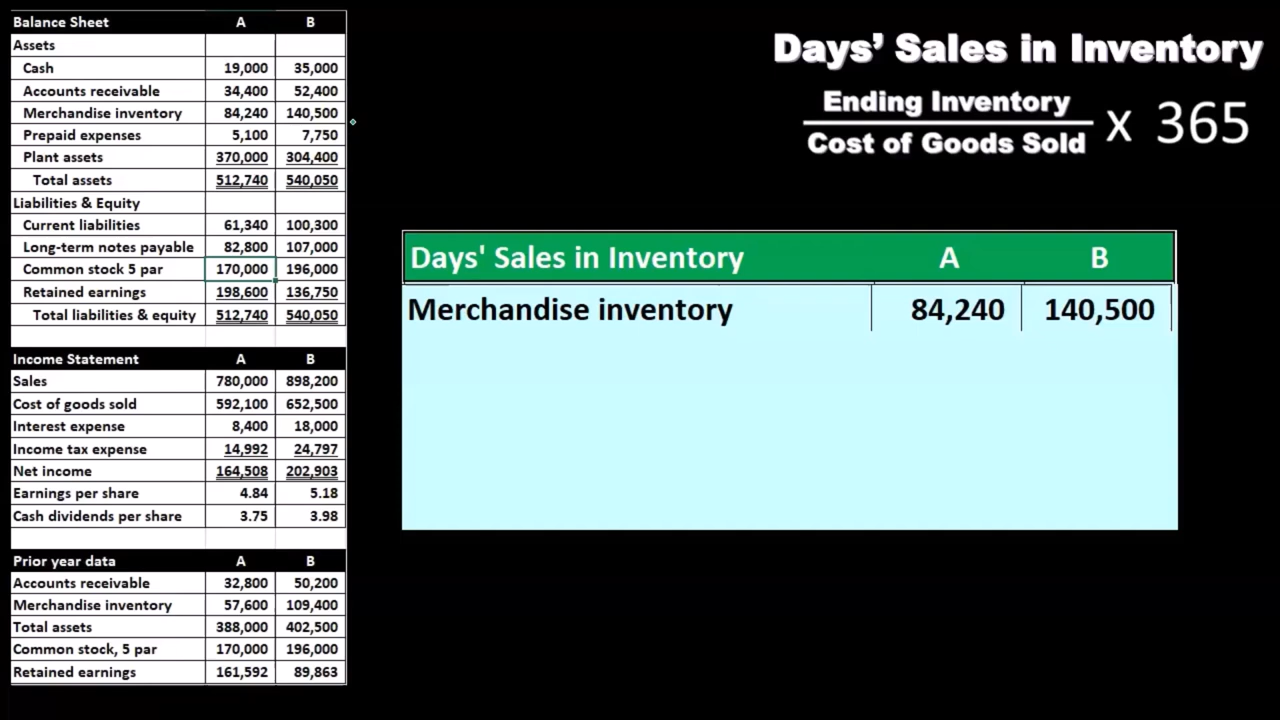 Balance Sheet A B
Assets
Cash 19,000 35,000
Accounts receivable 34,400 52,400
Merchandise inventory 84,240 140,500
Prepaid expenses 5,100 7,750
Plant assets 370,000 304,400
Total assets 512,740 540,050
Liabilities & Equity
Current liabilities 61,340 100,300
Long-term notes payable 82,800 107,000
Common stock 5 par 170,000 196,000
Retained earnings 198,600 136,750
Total liabilities & equity 512,740 540,050
Income Statement A B
Sales 780,000 898,200
Cost of goods sold 592,100 652,500
Interest expense 8,400 18,000
Income tax expense 14,992 24,797
Net income 164,508 202,903
Earnings per share 4.84 5.18
Cash dividends per share 3.75 3.98
Prior year data A B
Accounts receivable 32,800 50,200
Merchandise inventory 57,600 109,400
Total assets 388,000 402,500
Common stock, 5 par 170,000 196,000
Retained earnings 161,592 89,863
Days' Sales in Inventory
Ending Inventory
Cost of Goods Sold
x 365
Days' Sales in Inventory A B
Merchandise inventory 84,240 140,500